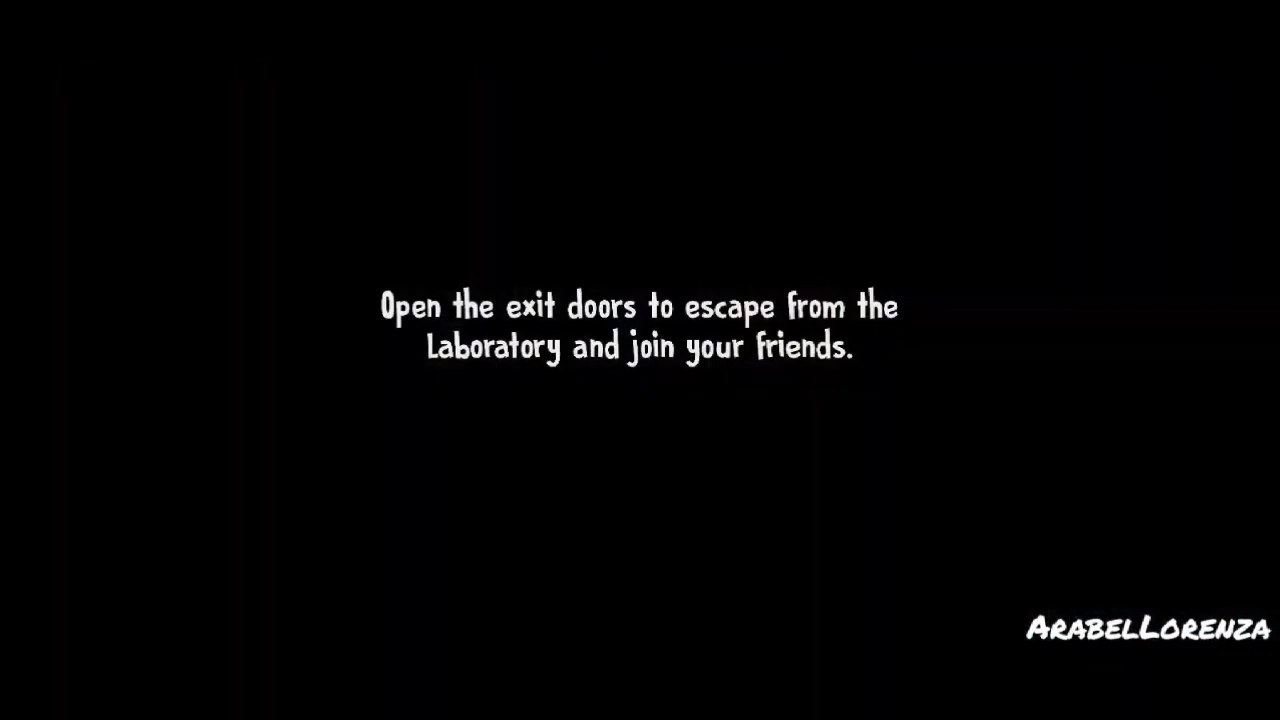 Open the exit doors to escape from the
Laboratory and join your friends.
ArabelLorenza